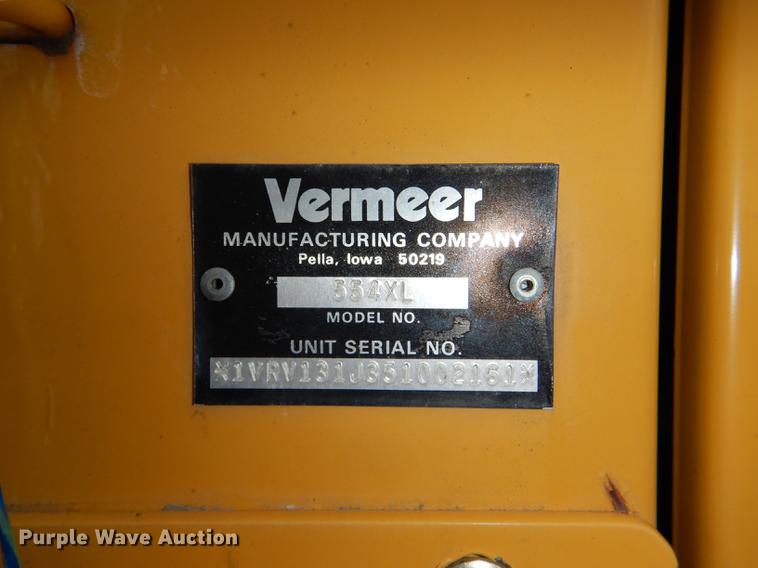 Vermeer
MANUFACTURING COMPANY
Pella, Iowa 50219
554XL
MODEL NO.
UNIT SERIAL NO.
*1VRV131J351002161*
Purple Wave Auction